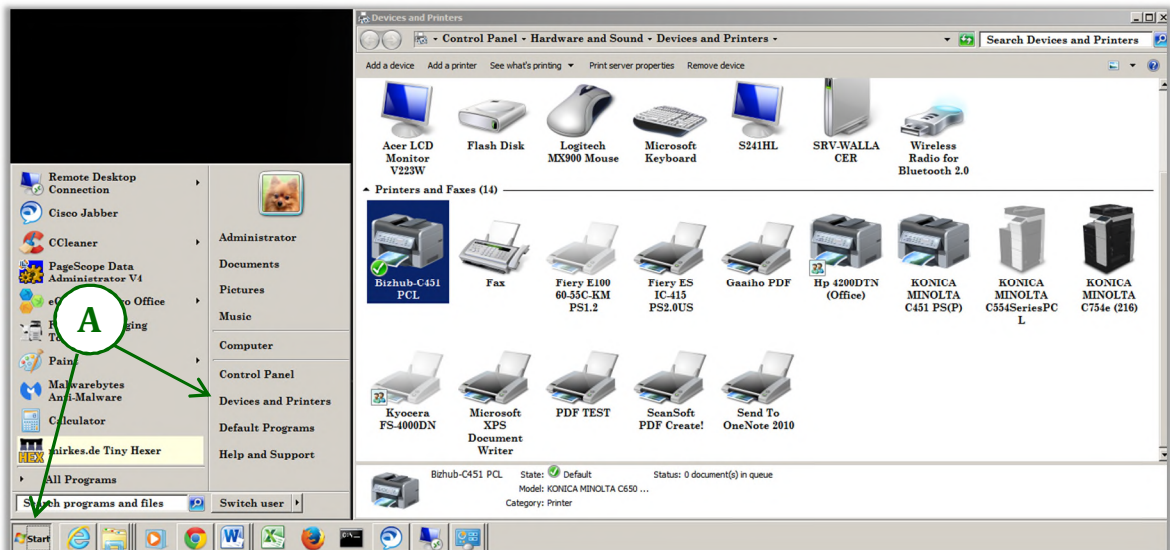 Devices and Printers
Control Panel - Hardware and Sound - Devices and Printers -
Search Devices and Printers
Add a device Add a printer See what's printing Print server properties Remove device
Acer LCD
Monitor
V223W
Flash Disk
Logitech
MX900 Mouse
Microsoft
Keyboard
S241HL
SRV-WALLA
CER
Wireless
Radio for
Bluetooth 2.0
Printers and Faxes (14)
Bizhub-C451
PCL
Fax
Fiery E100
60-55C-KM
PS1.2
Fiery ES
IC-415
PS2.0US
Gaaiho PDF
Hp 4200DTN
(Office)
KONICA
MINOLTA
C451 PS(P)
KONICA
MINOLTA
C554SeriesPC
L
KONICA
MINOLTA
C754e (216)
Kyocera
FS-4000DN
Microsoft
XPS
Document
Writer
PDF TEST
ScanSoft
PDF Create!
Send To
OneNote 2010
Bizhub-C451 PCL State: Default Status: 0 document(s) in queue
Model: KONICA MINOLTA C650 ...
Category: Printer
Remote Desktop
Connection
Cisco Jabber
CCleaner
PageScope Data
Administrator V4
Office
Paint
Malwarebytes
Anti-Malware
Calculator
HEX
mirkes.de Tiny Hexer
All Programs
Search programs and files
A
Administrator
Documents
Pictures
Music
Computer
Control Panel
Devices and Printers
Default Programs
Help and Support
Switch user
Start